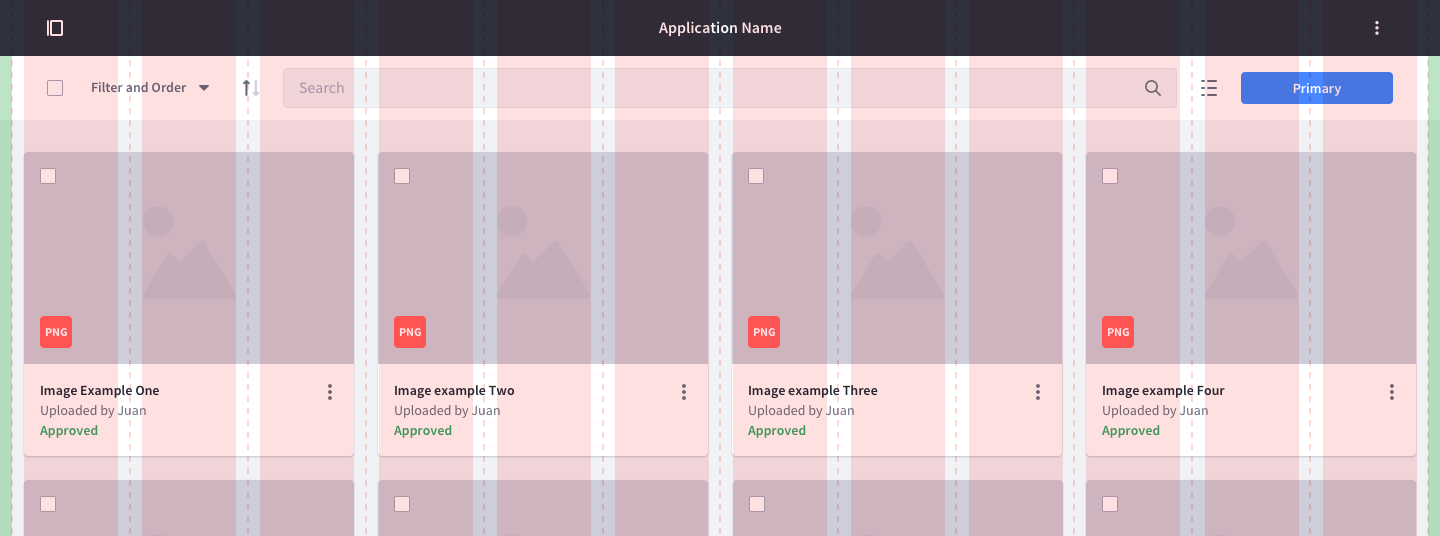 Application Name
Filter and Order
Search
Primary
PNG
PNG
PNG
PNG
Image Example One
Uploaded by Juan
Approved
Image example Two
Uploaded by Juan
Approved
Image example Three
Uploaded by Juan
Approved
Image example Four
Uploaded by Juan
Approved